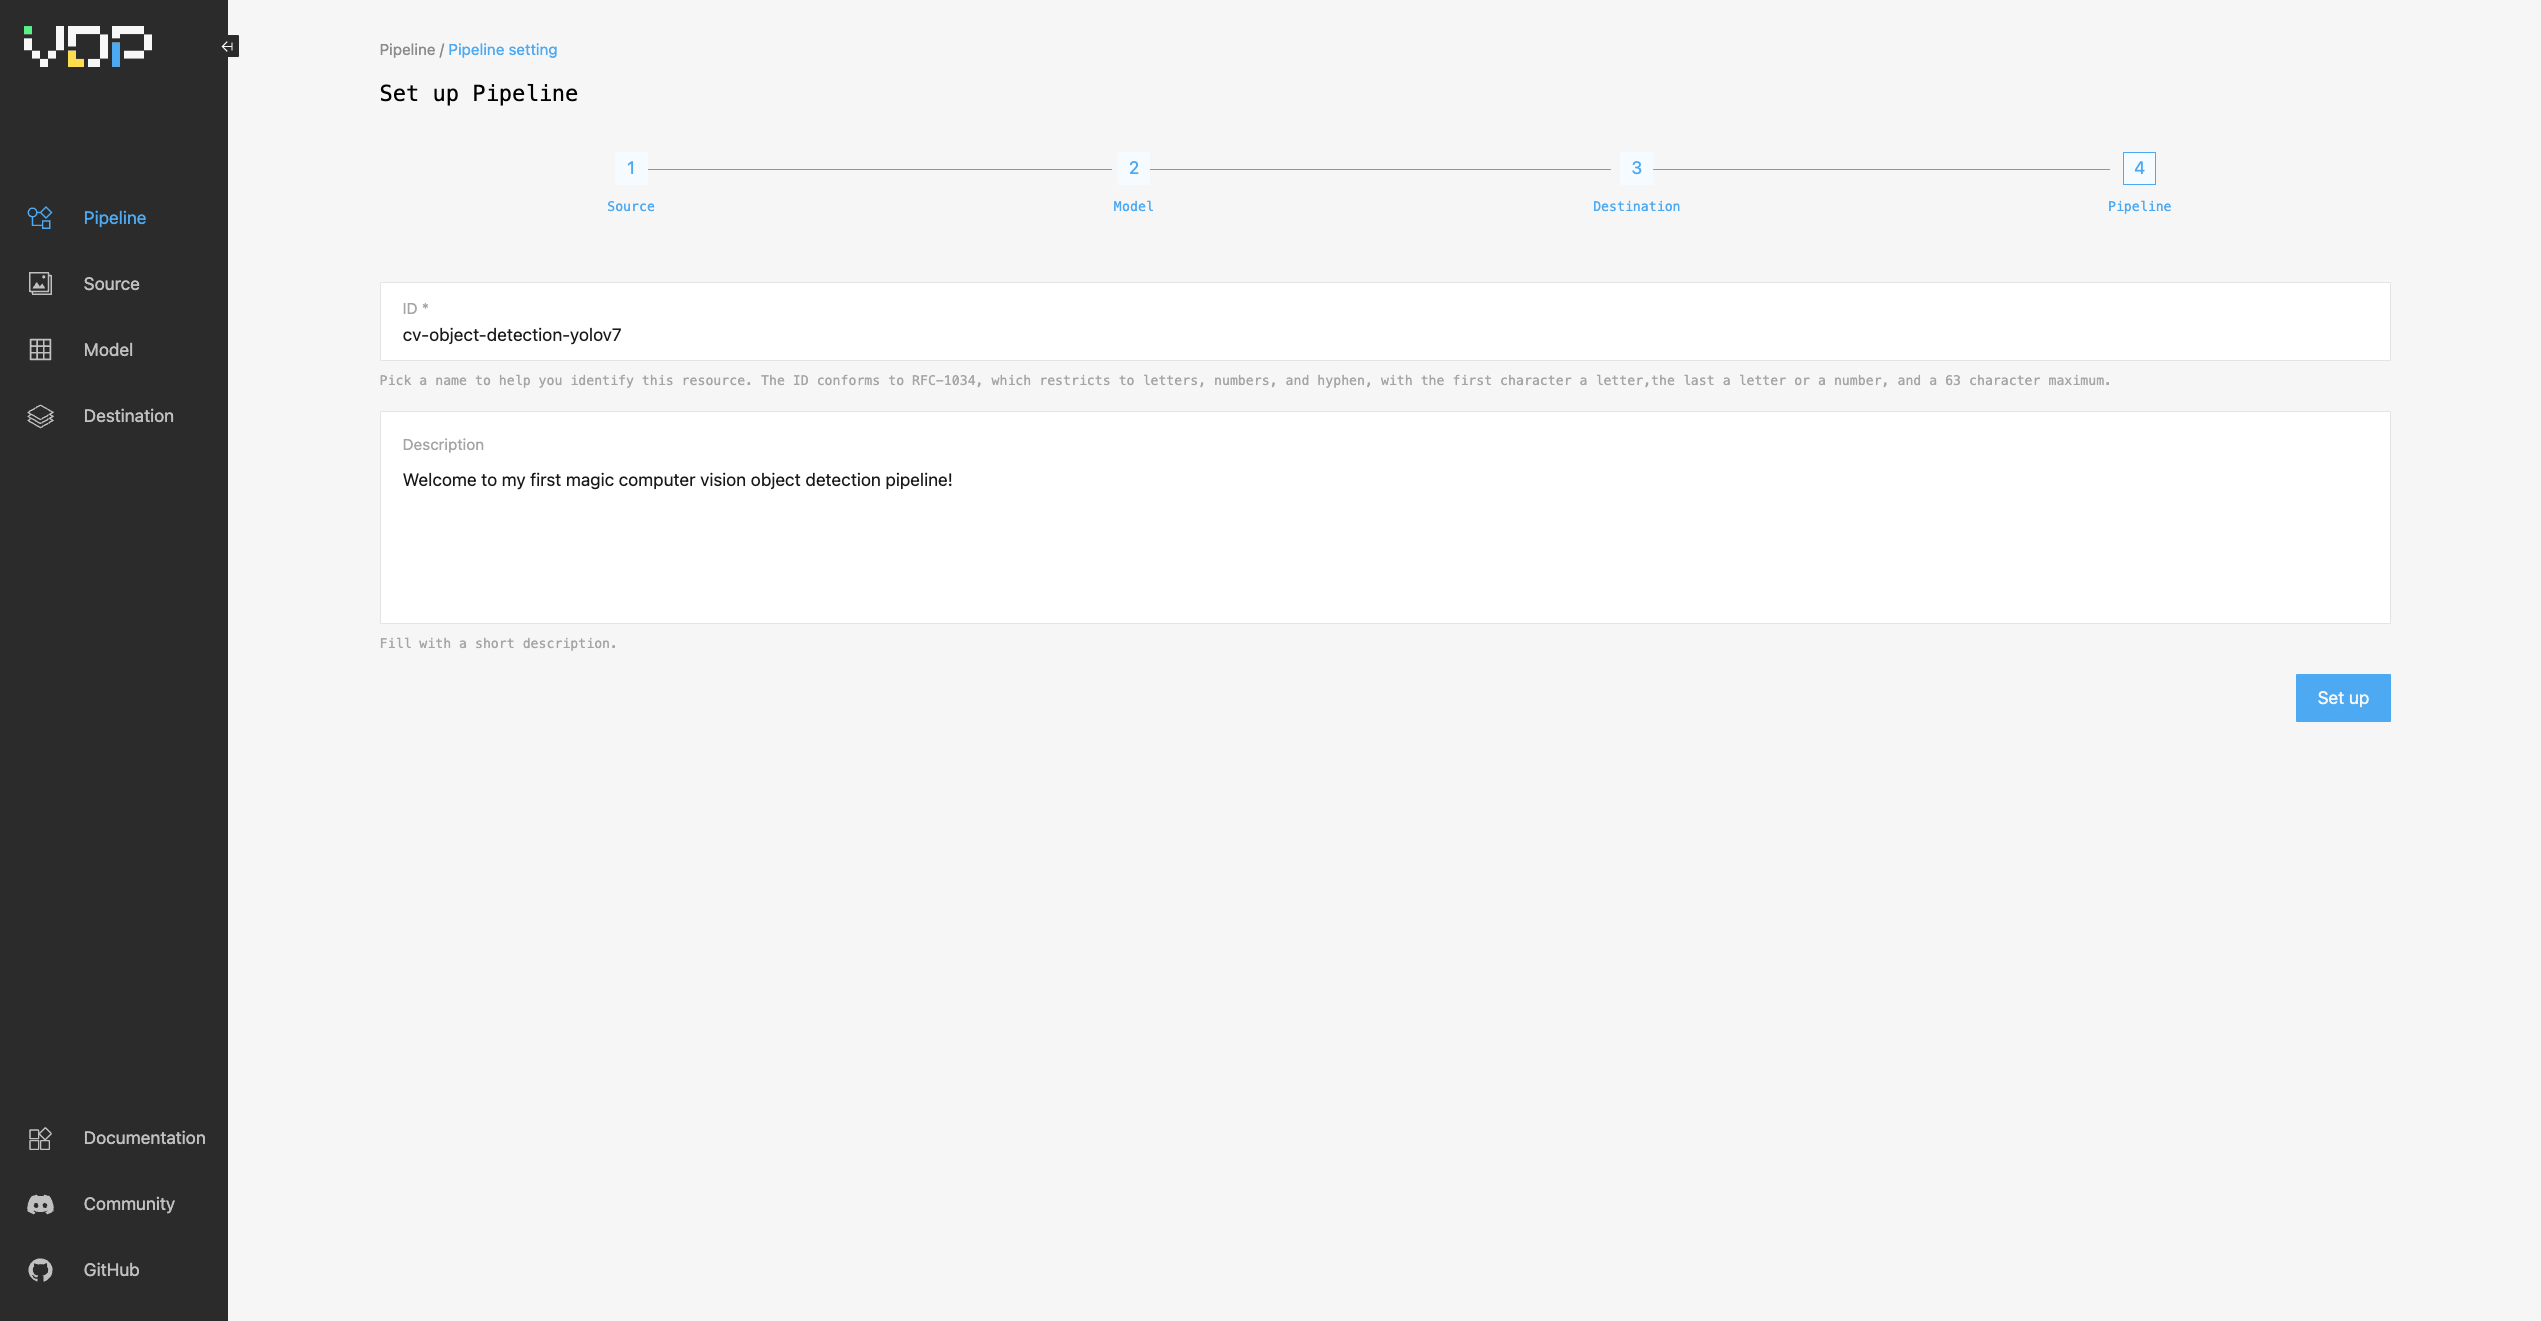 VDP
Pipeline
Source
Model
Destination
Documentation
Community
GitHub
Pipeline / Pipeline setting
Set up Pipeline
1
2
3
4
Source
Model
Destination
Pipeline
ID *
cv-object-detection-yolov7
Pick a name to help you identify this resource. The ID conforms to RFC-1034, which restricts to letters, numbers, and hyphen, with the first character a letter,the last a letter or a number, and a 63 character maximum.
Description
Welcome to my first magic computer vision object detection pipeline!
Fill with a short description.
Set up